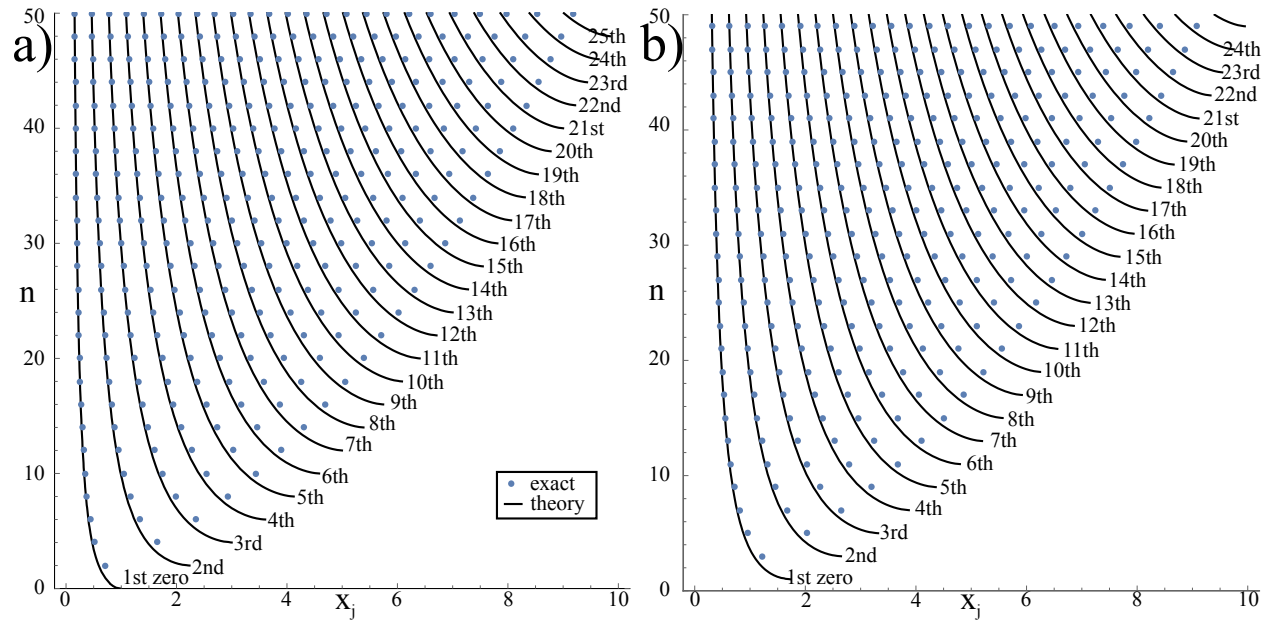 a)
50
40
30
n
20
10
0
25th
24th
23rd
22nd
21st
20th
19th
18th
17th
16th
15th
14th
13th
12th
11th
10th
9th
8th
7th
6th
5th
4th
3rd
2nd
1st zero
exact
theory
0 2 4 6 8 10
xj
b)
50
40
30
n
20
10
0
24th
23rd
22nd
21st
20th
19th
18th
17th
16th
15th
14th
13th
12th
11th
10th
9th
8th
7th
6th
5th
4th
3rd
2nd
1st zero
0 2 4 6 8 10
xj